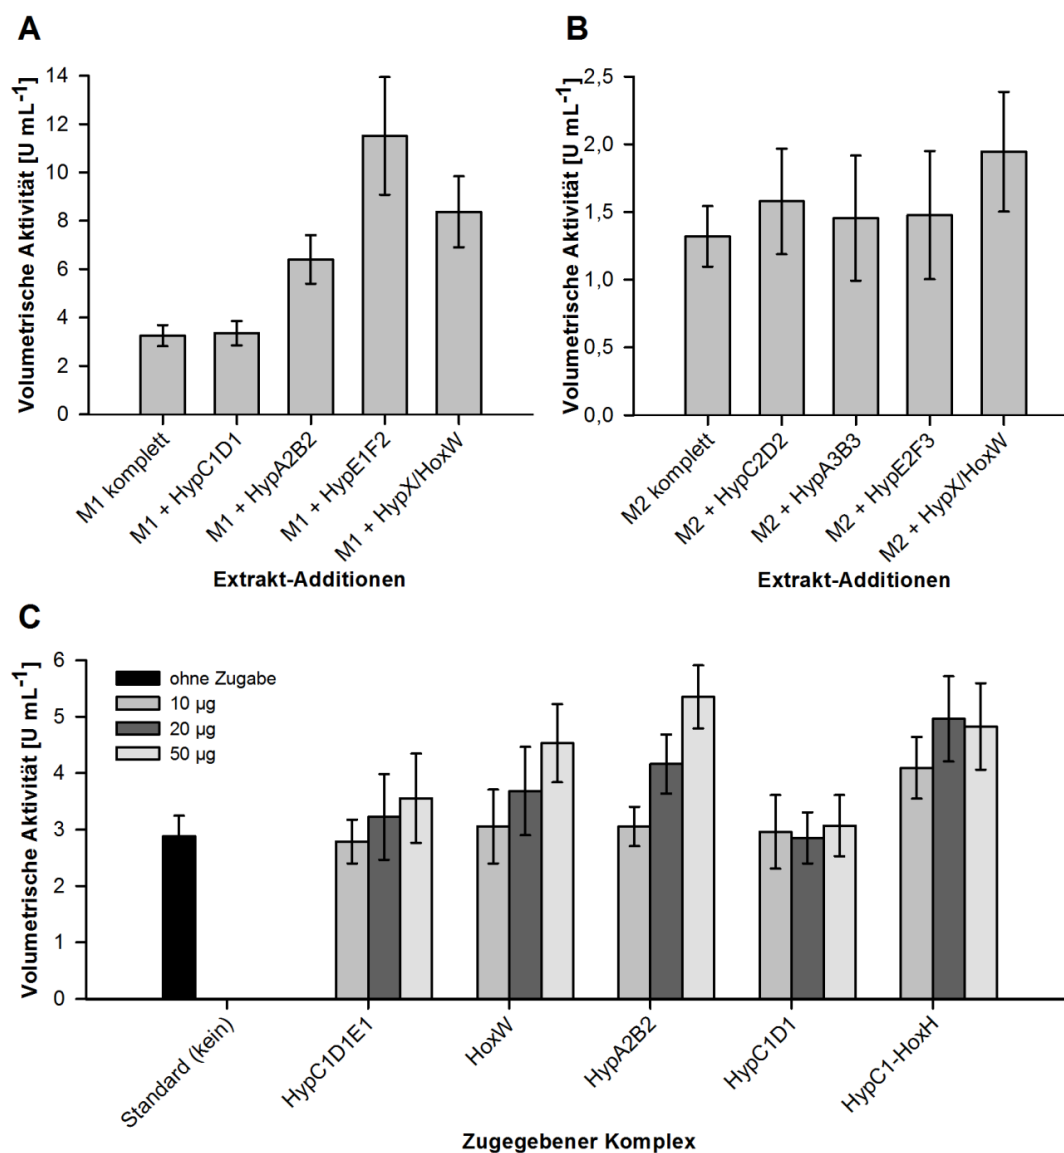 A
Volumetrische Aktivität [U mL⁻¹]
14
12
10
8
6
4
2
0
M1 komplett
M1 + HypC1D1
M1 + HypA2B2
M1 + HypE1F2
M1 + HypX/HoxW
Extrakt-Additionen
B
Volumetrische Aktivität [U mL⁻¹]
2,5
2,0
1,5
1,0
0,5
0,0
M2 komplett
M2 + HypC2D2
M2 + HypA3B3
M2 + HypE2F3
M2 + HypX/HoxW
Extrakt-Additionen
C
Volumetrische Aktivität [U mL⁻¹]
6
5
4
3
2
1
0
ohne Zugabe
10 µg
20 µg
50 µg
Standard (kein)
HypC1D1E1
HoxW
HypA2B2
HypC1D1
HypC1-HoxH
Zugegebener Komplex